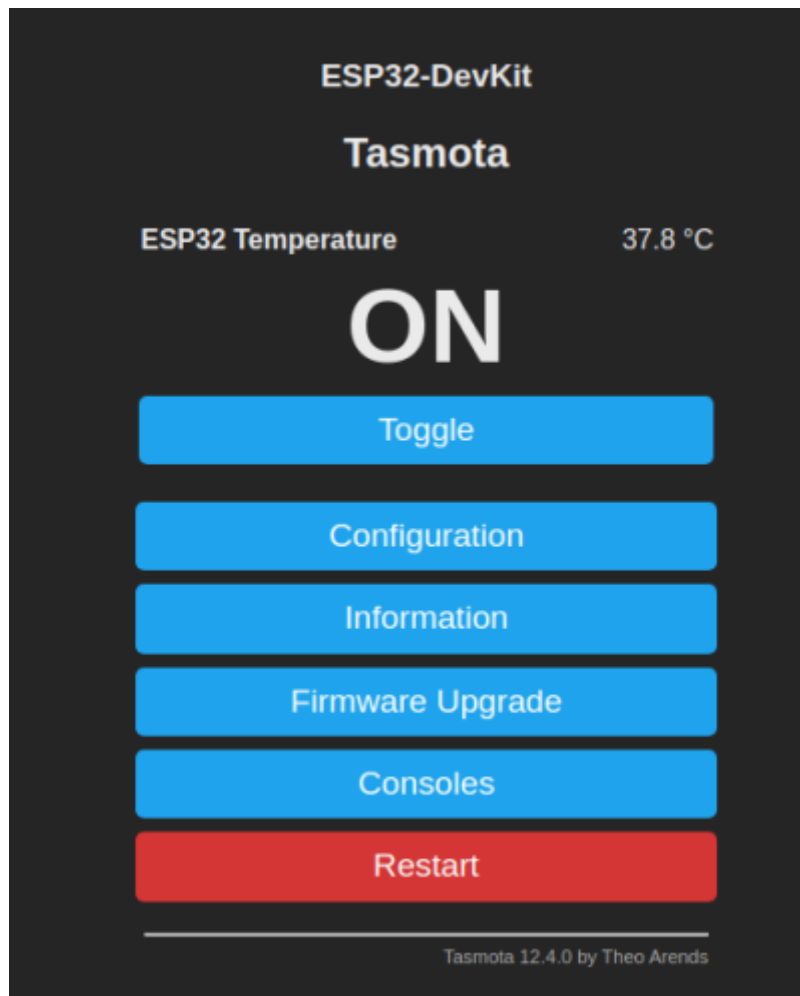 ESP32-DevKit
Tasmota
ESP32 Temperature 37.8 °C
ON
Toggle
Configuration
Information
Firmware Upgrade
Consoles
Restart
Tasmota 12.4.0 by Theo Arends